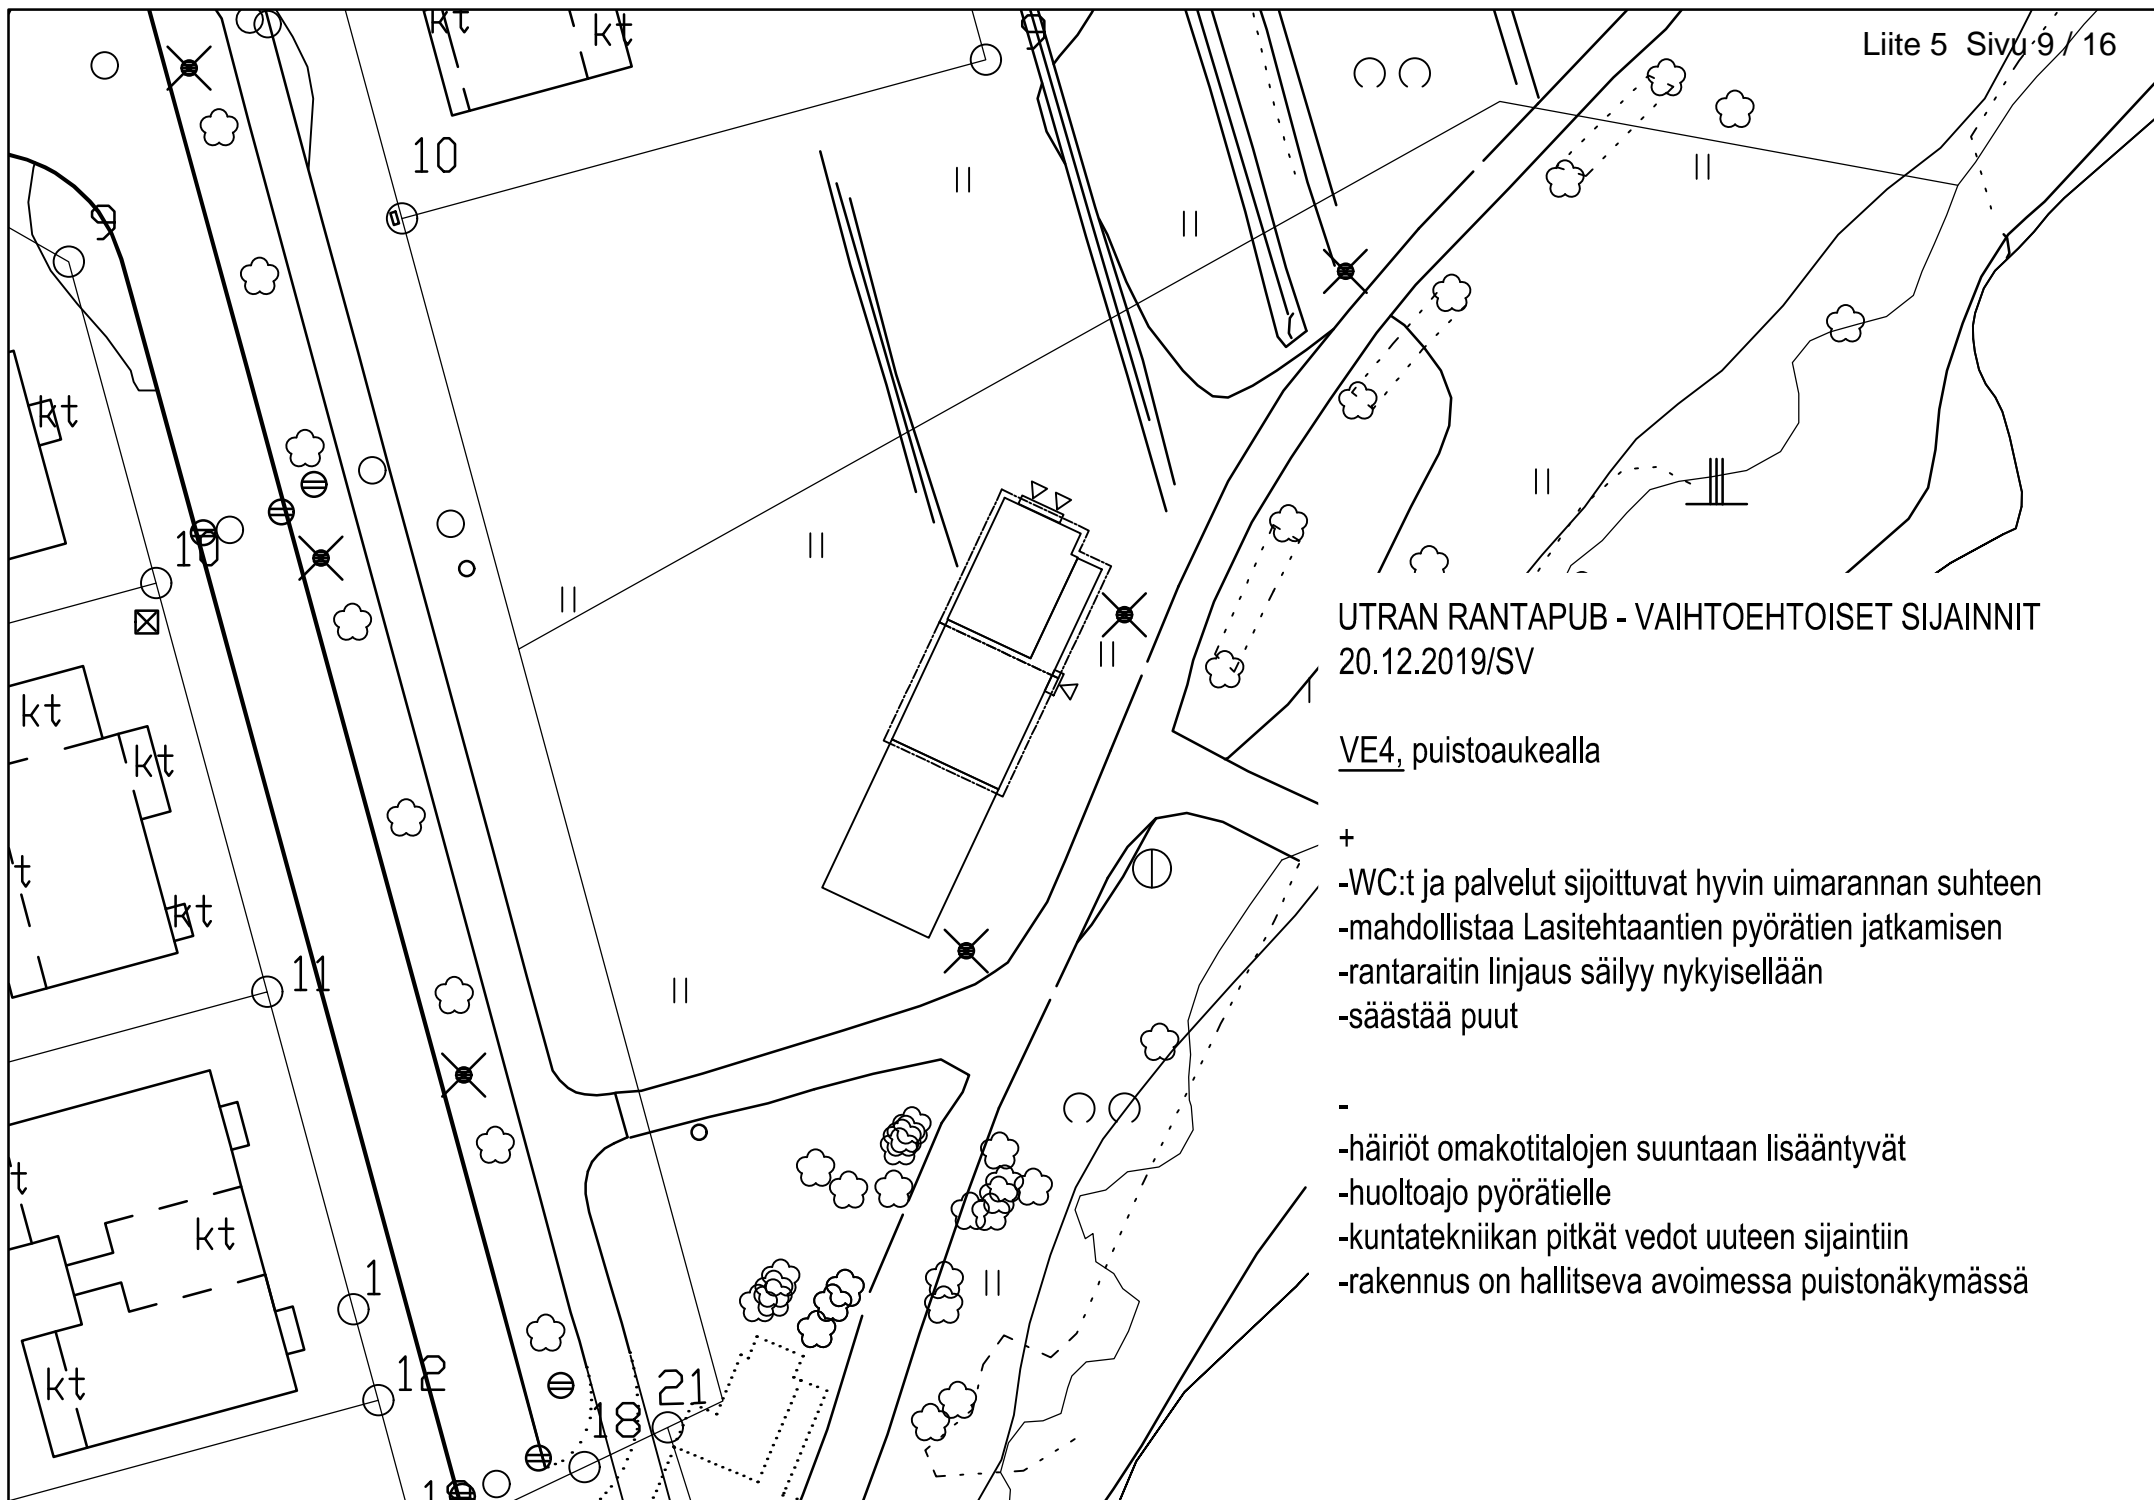 Liite 5 Sivu 9 / 16
kt
kt
9
10
9
kt
10
kt
kt
t
kt
11
t
kt
1
12
kt
18
21
UTRAN RANTAPUB - VAIHTOEHTOISET SIJAINNIT
20.12.2019/SV
VE4, puistoaukealla
+
-WC:t ja palvelut sijoittuvat hyvin uimarannan suhteen
-mahdollistaa Lasitehtaantien pyörätien jatkamisen
-rantaraitin linjaus säilyy nykyisellään
-säästää puut
-
-häiriöt omakotitalojen suuntaan lisääntyvät
-huoltoajo pyörätielle
-kuntatekniikan pitkät vedot uuteen sijaintiin
-rakennus on hallitseva avoimessa puistonäkymässä